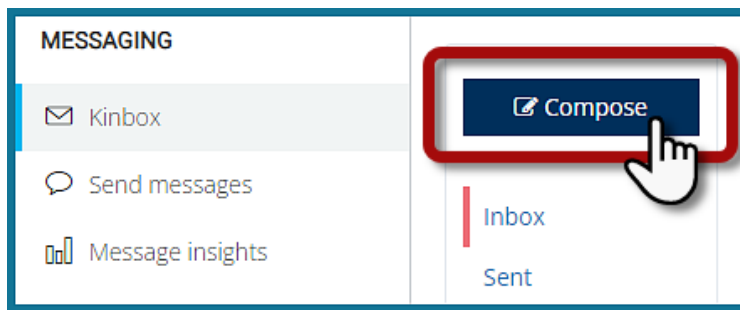 MESSAGING
Kinbox
Send messages
Message insights
Compose
Inbox
Sent